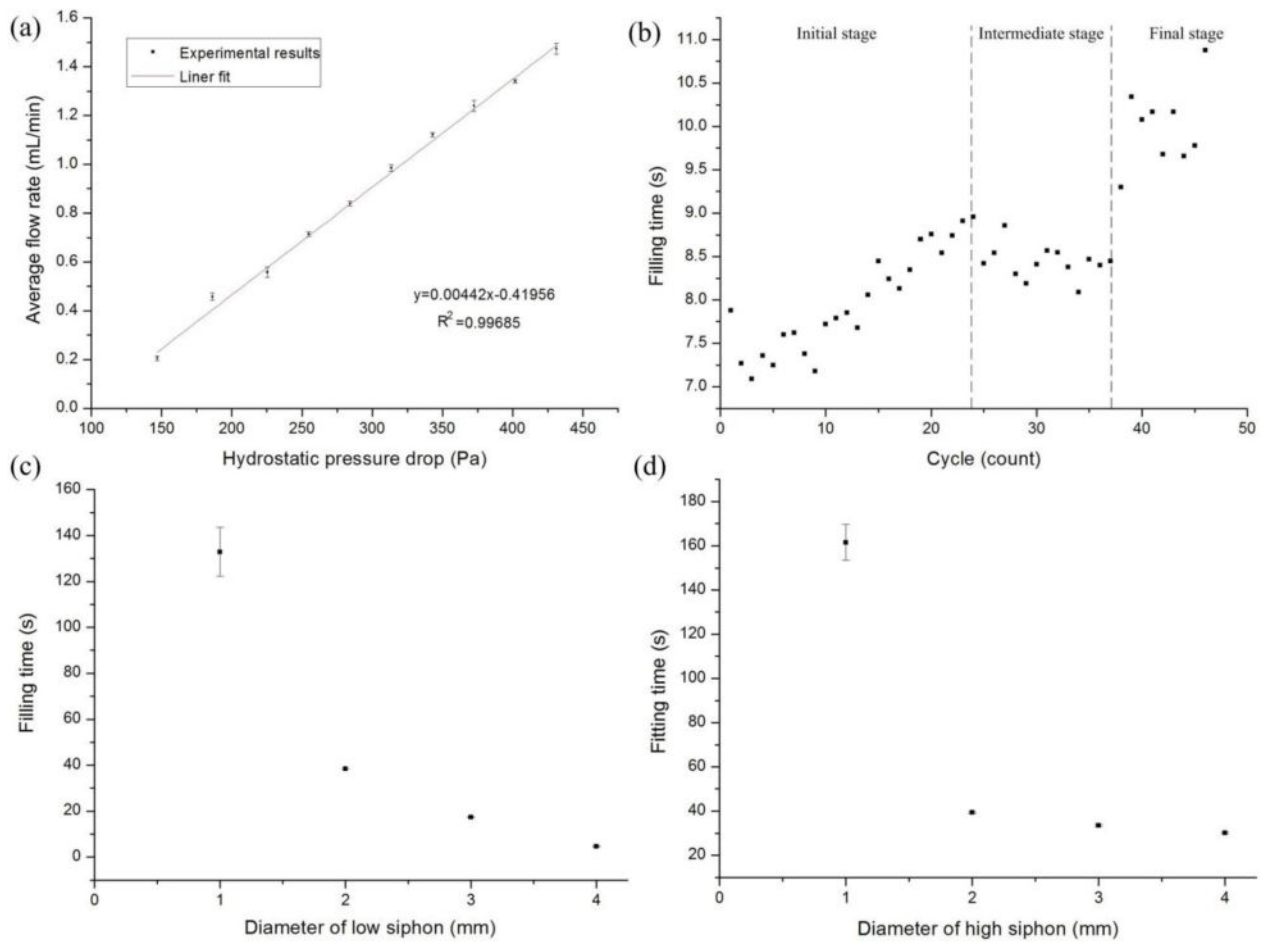 (a)
1.6
1.4
1.2
1.0
0.8
0.6
0.4
0.2
0.0
Average flow rate (mL/min)
Experimental results
Liner fit
y=0.00442x-0.41956
R2=0.99685
100 150 200 250 300 350 400 450
Hydrostatic pressure drop (Pa)
(b)
Initial stage Intermediate stage Final stage
11.0
10.5
10.0
9.5
9.0
8.5
8.0
7.5
7.0
Filling time (s)
0 10 20 30 40 50
Cycle (count)
(c)
160
140
120
100
80
60
40
20
0
Filling time (s)
0 1 2 3 4
Diameter of low siphon (mm)
(d)
180
160
140
120
100
80
60
40
20
Fitting time (s)
0 1 2 3 4
Diameter of high siphon (mm)